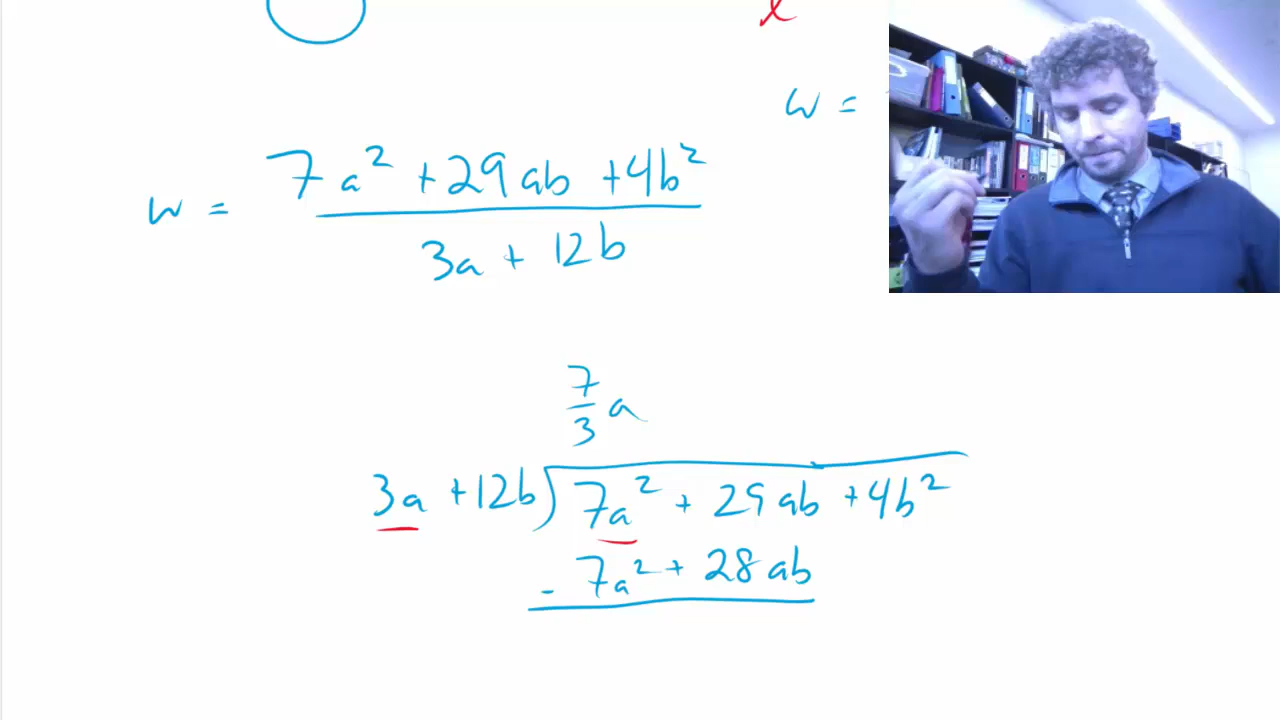 l
w =
w = 7a² + 29ab + 4b²
3a + 12b
7
3 a
3a + 12b ) 7a² + 29ab + 4b²
- 7a² + 28ab